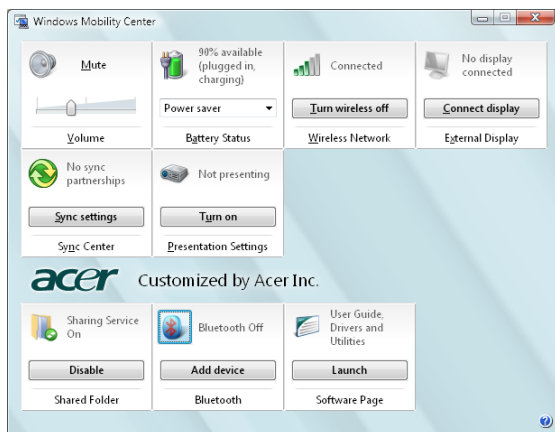 Windows Mobility Center
Mute
Volume
90% available
(plugged in,
charging)
Power saver
Battery Status
Connected
Turn wireless off
Wireless Network
No display
connected
Connect display
External Display
No sync
partnerships
Sync settings
Sync Center
Not presenting
Turn on
Presentation Settings
acer Customized by Acer Inc.
Sharing Service
On
Disable
Shared Folder
Bluetooth Off
Add device
Bluetooth
User Guide,
Drivers and
Utilities
Launch
Software Page